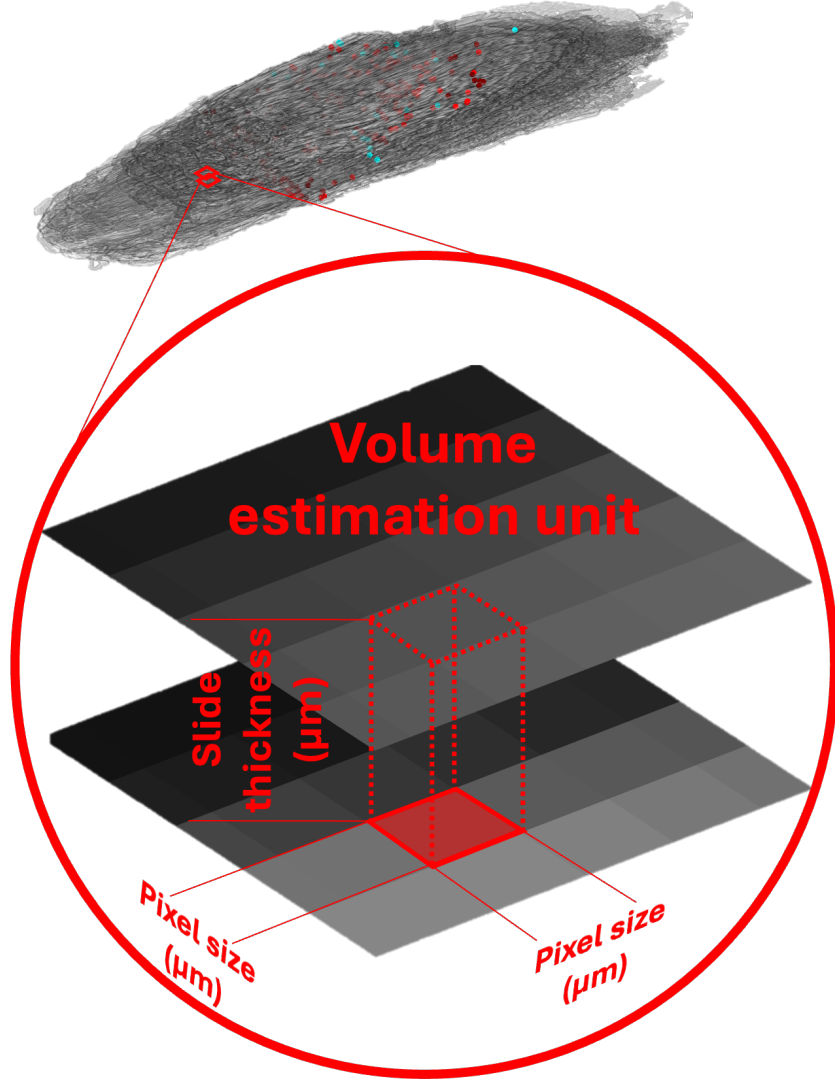 Volume
estimation unit
Slide
thickness
(µm)
Pixel size
(µm)
Pixel size
(µm)